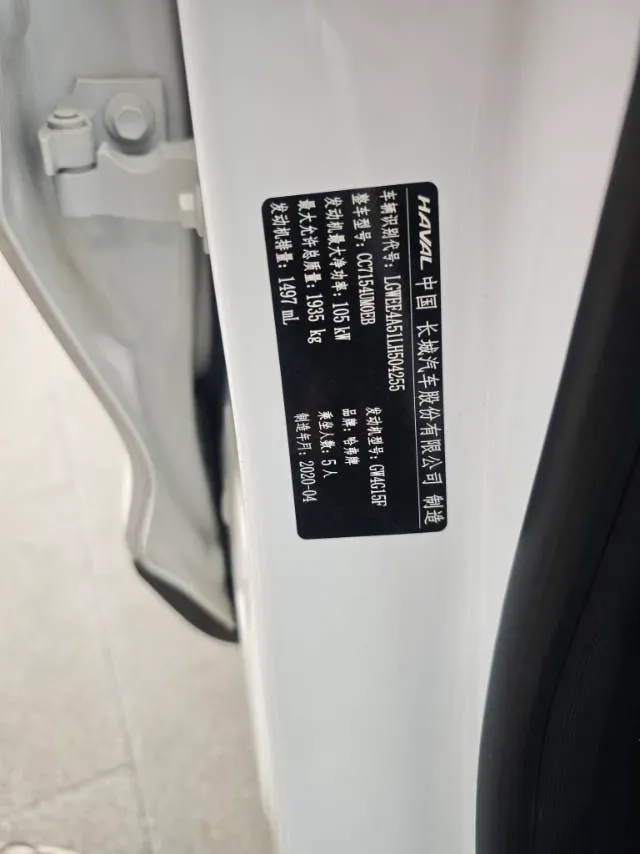 HAVAL 中国 长城汽车股份有限公司 制造
车辆识别代号: LGWEE4A51LH504255
整车型号: CC7154UM0EB 发动机型号: GW4G15F
发动机最大净功率: 105 kW 品牌: 哈弗牌
最大允许总质量: 1935 kg 乘坐人数: 5 人
发动机排量: 1497 mL 制造年月: 2020-04